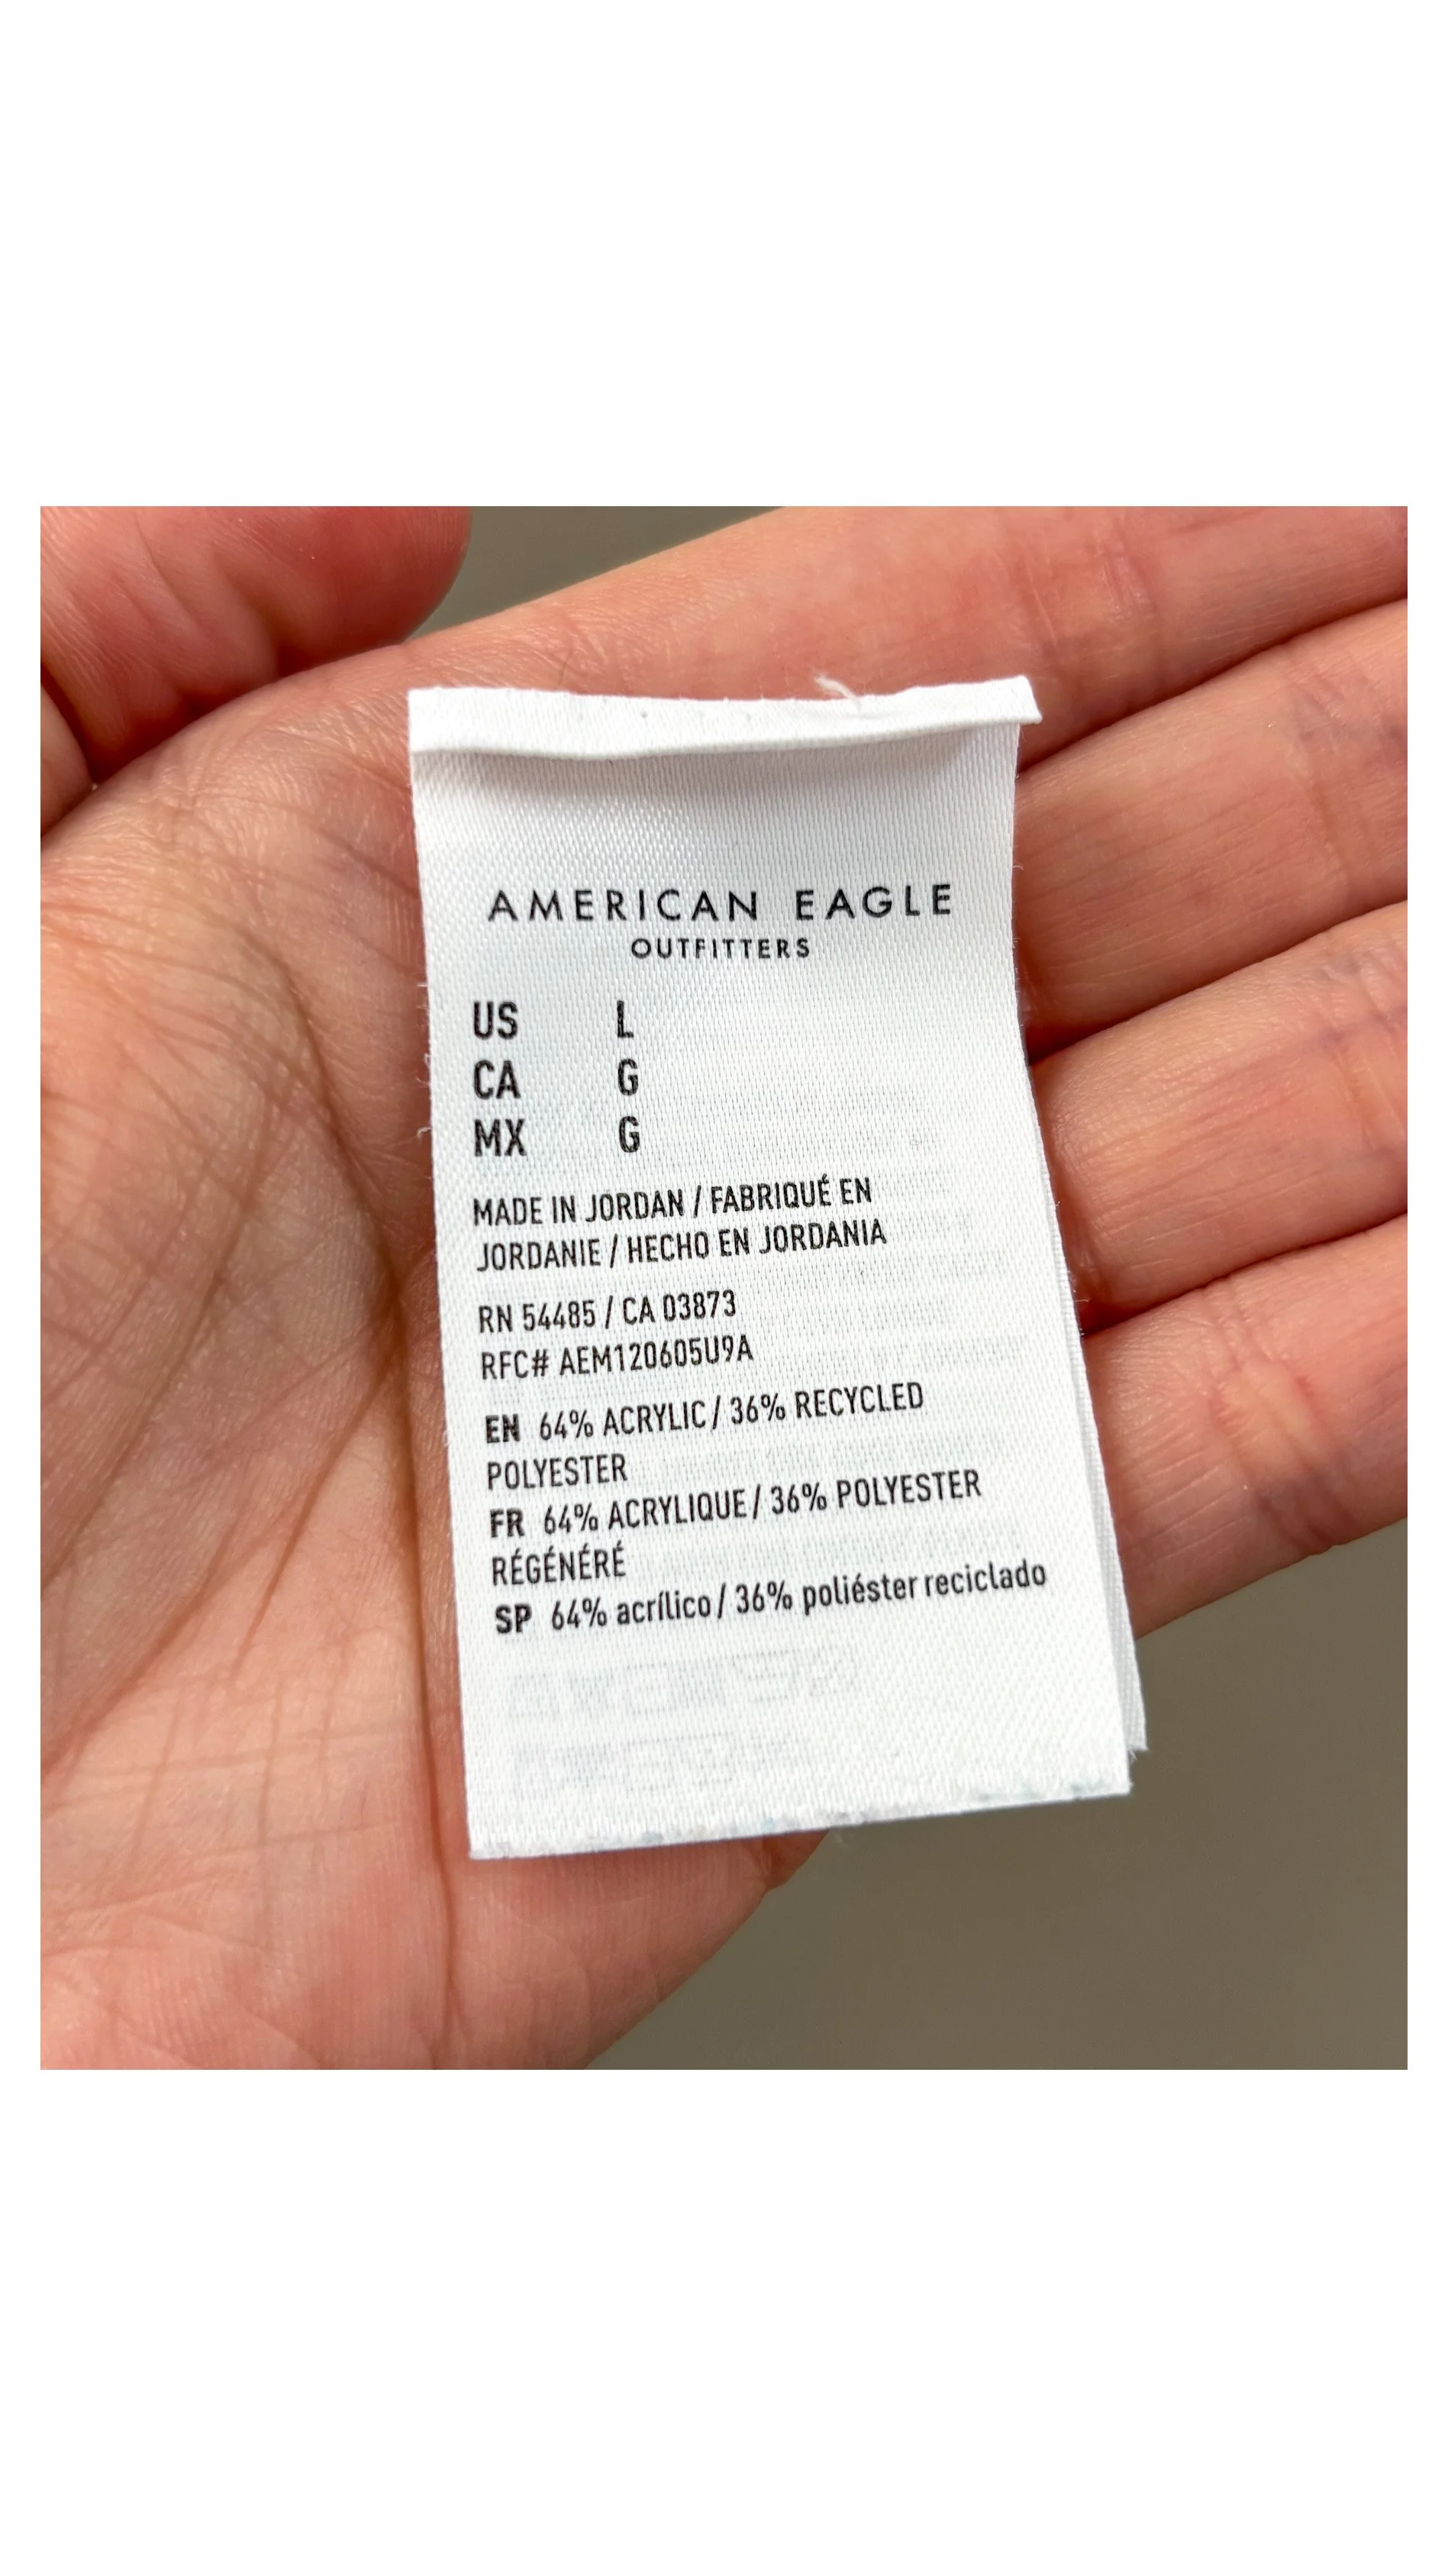 AMERICAN EAGLE
OUTFITTERS
US L
CA G
MX G
MADE IN JORDAN / FABRIQUÉ EN
JORDANIE / HECHO EN JORDANIA
RN 54485 / CA 03873
RFC# AEM120605U9A
EN 64% ACRYLIC / 36% RECYCLED
POLYESTER
FR 64% ACRYLIQUE / 36% POLYESTER
RÉGÉNÉRÉ
SP 64% acrílico / 36% poliéster reciclado